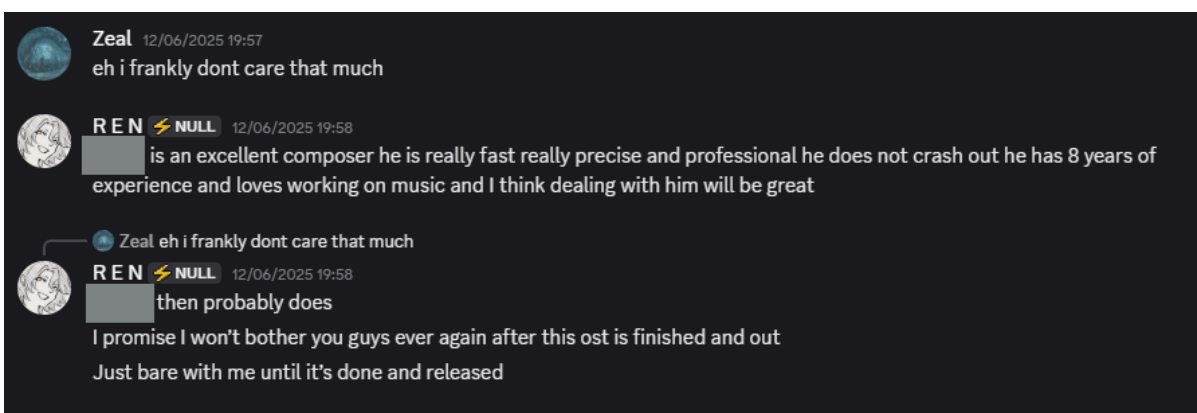 Zeal 12/06/2025 19:57
eh i frankly dont care that much
R E N ⚡NULL 12/06/2025 19:58
is an excellent composer he is really fast really precise and professional he does not crash out he has 8 years of
experience and loves working on music and I think dealing with him will be great
Zeal eh i frankly dont care that much
R E N ⚡NULL 12/06/2025 19:58
then probably does
I promise I won't bother you guys ever again after this ost is finished and out
Just bare with me until it's done and released